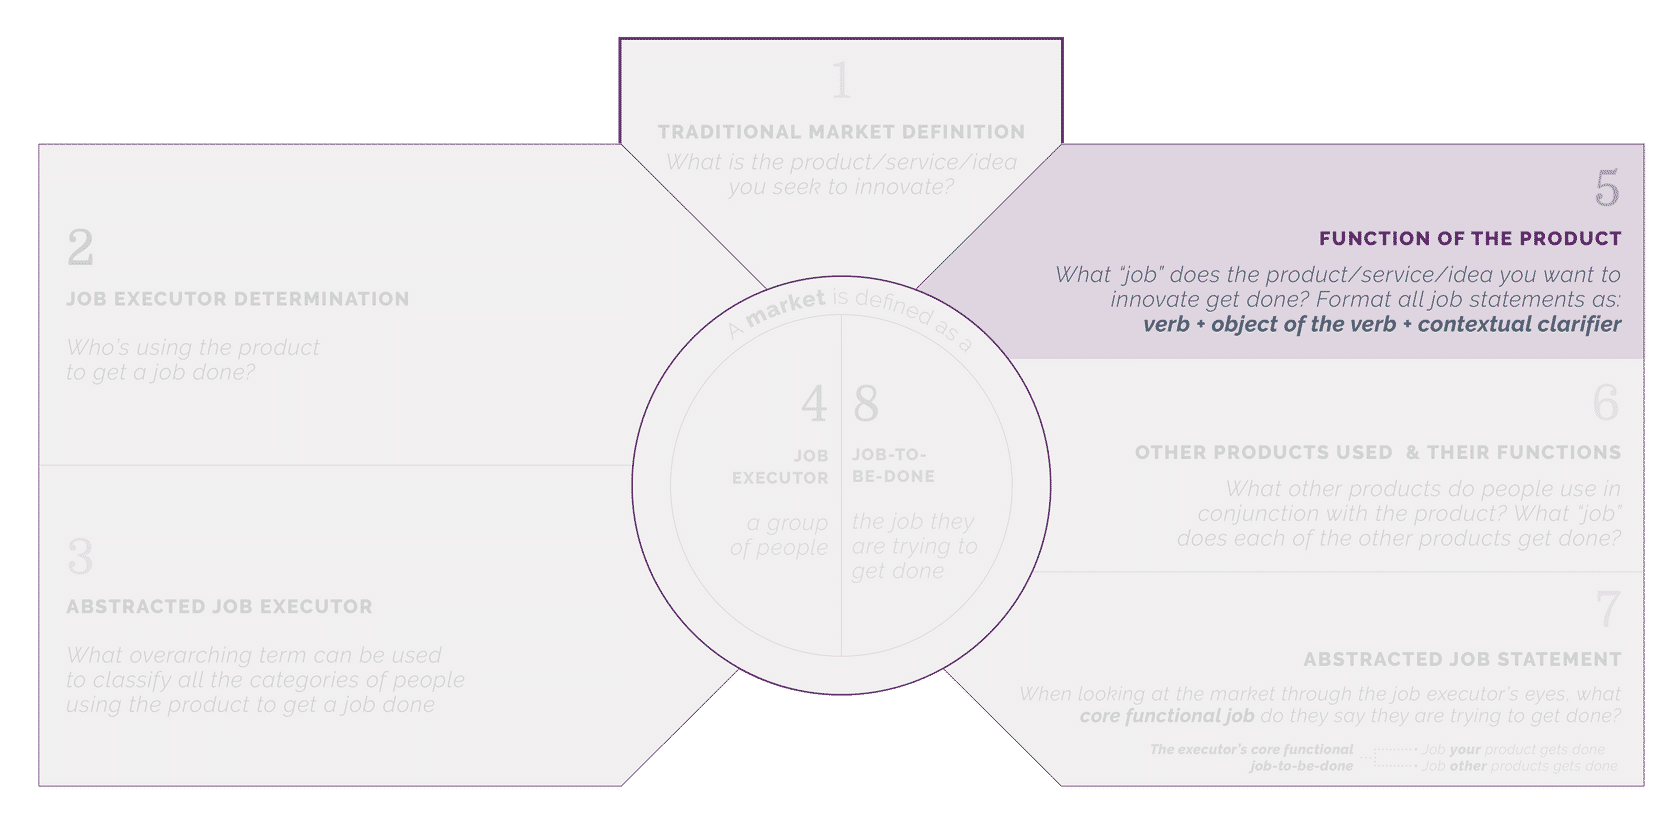 1
TRADITIONAL MARKET DEFINITION
What is the product/service/idea
you seek to innovate?
2
JOB EXECUTOR DETERMINATION
Who's using the product
to get a job done?
3
ABSTRACTED JOB EXECUTOR
What overarching term can be used
to classify all the categories of people
using the product to get a job done
A market is defined as a
4
JOB
EXECUTOR
a group
of people
8
JOB-TO-
BE-DONE
the job they
are trying to
get done
5
FUNCTION OF THE PRODUCT
What “job” does the product/service/idea you want to
innovate get done? Format all job statements as:
verb + object of the verb + contextual clarifier
6
OTHER PRODUCTS USED & THEIR FUNCTIONS
What other products do people use in
conjunction with the product? What “job”
does each of the other products get done?
7
ABSTRACTED JOB STATEMENT
When looking at the market through the job executor's eyes, what
core functional job do they say they are trying to get done?
The executor's core functional
job-to-be-done
Job your product gets done
Job other products gets done